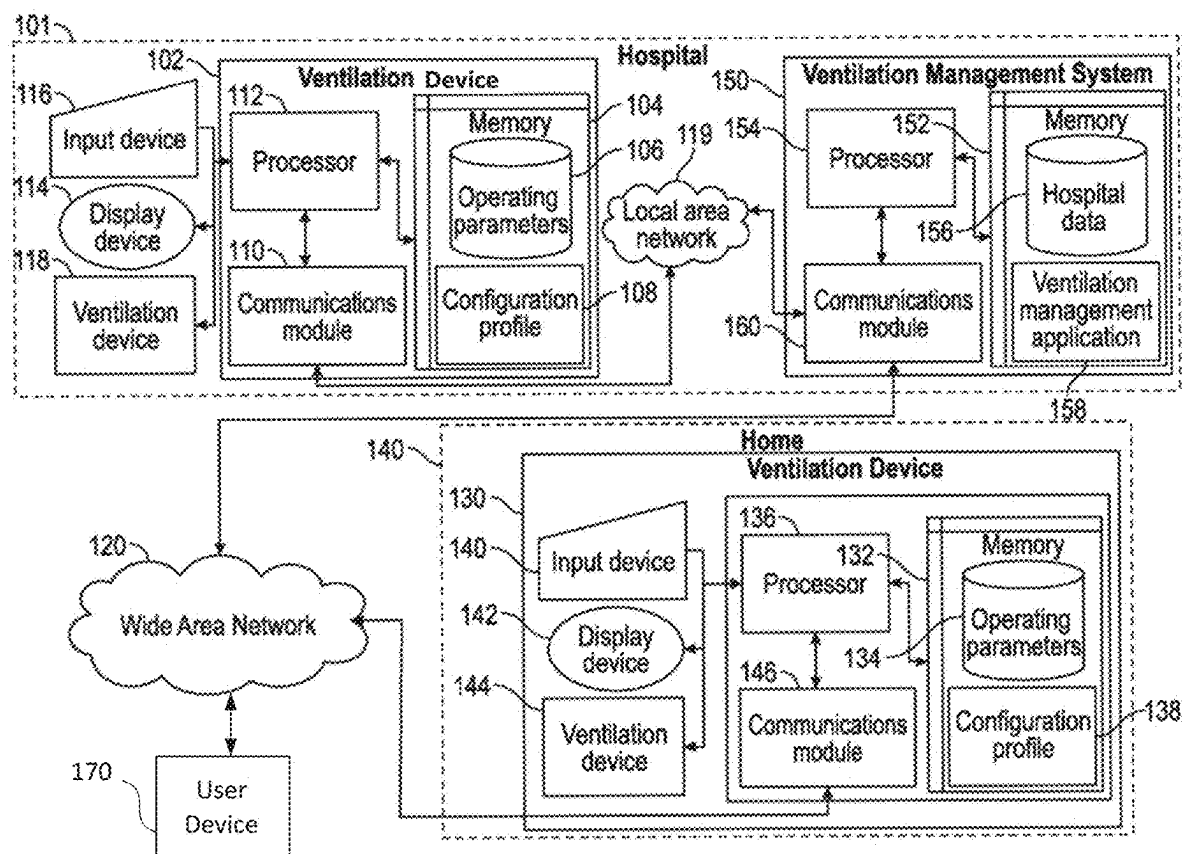 101
Hospital
102
Ventilation Device
116
Input device
112
Processor
104
Memory
106
Operating
parameters
114
Display
device
118
Ventilation
device
110
Communications
module
Configuration
profile
108
119
Local area
network
150
Ventilation Management System
154
Processor
152
Memory
Hospital
data
156
Communications
module
160
Ventilation
management
application
158
140
Home
Ventilation Device
130
140
Input device
136
Processor
132
Memory
Operating
parameters
134
142
Display
device
144
Ventilation
device
146
Communications
module
Configuration
profile
138
120
Wide Area Network
170
User
Device